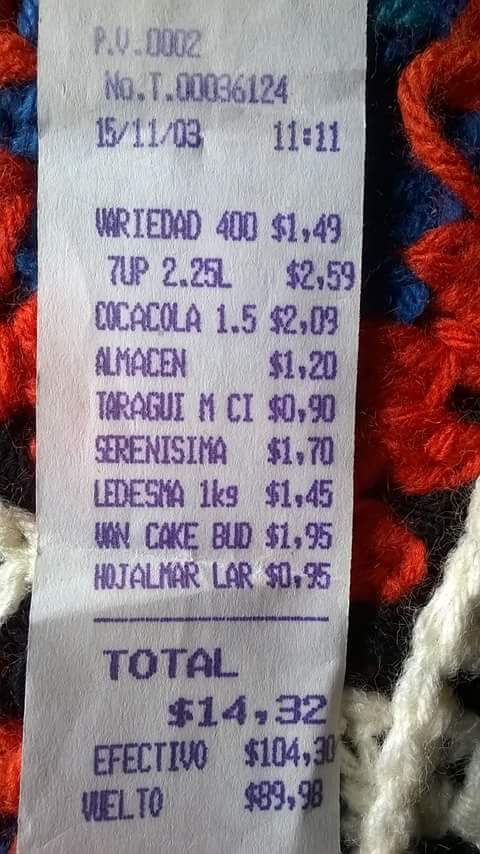 P.V.0002
No.T.00036124
15/11/03 11:11
VARIEDAD 400 $1,49
7UP 2.25L $2,59
COCACOLA 1.5 $2,09
ALMACEN $1,20
TARAGUI M CI $0,90
SERENISIMA $1,70
LEDESMA 1kg $1,45
VAN CAKE BUD $1,95
HOJALMAR LAR $0,95
TOTAL
$14,32
EFECTIVO $104,30
VUELTO $89,98